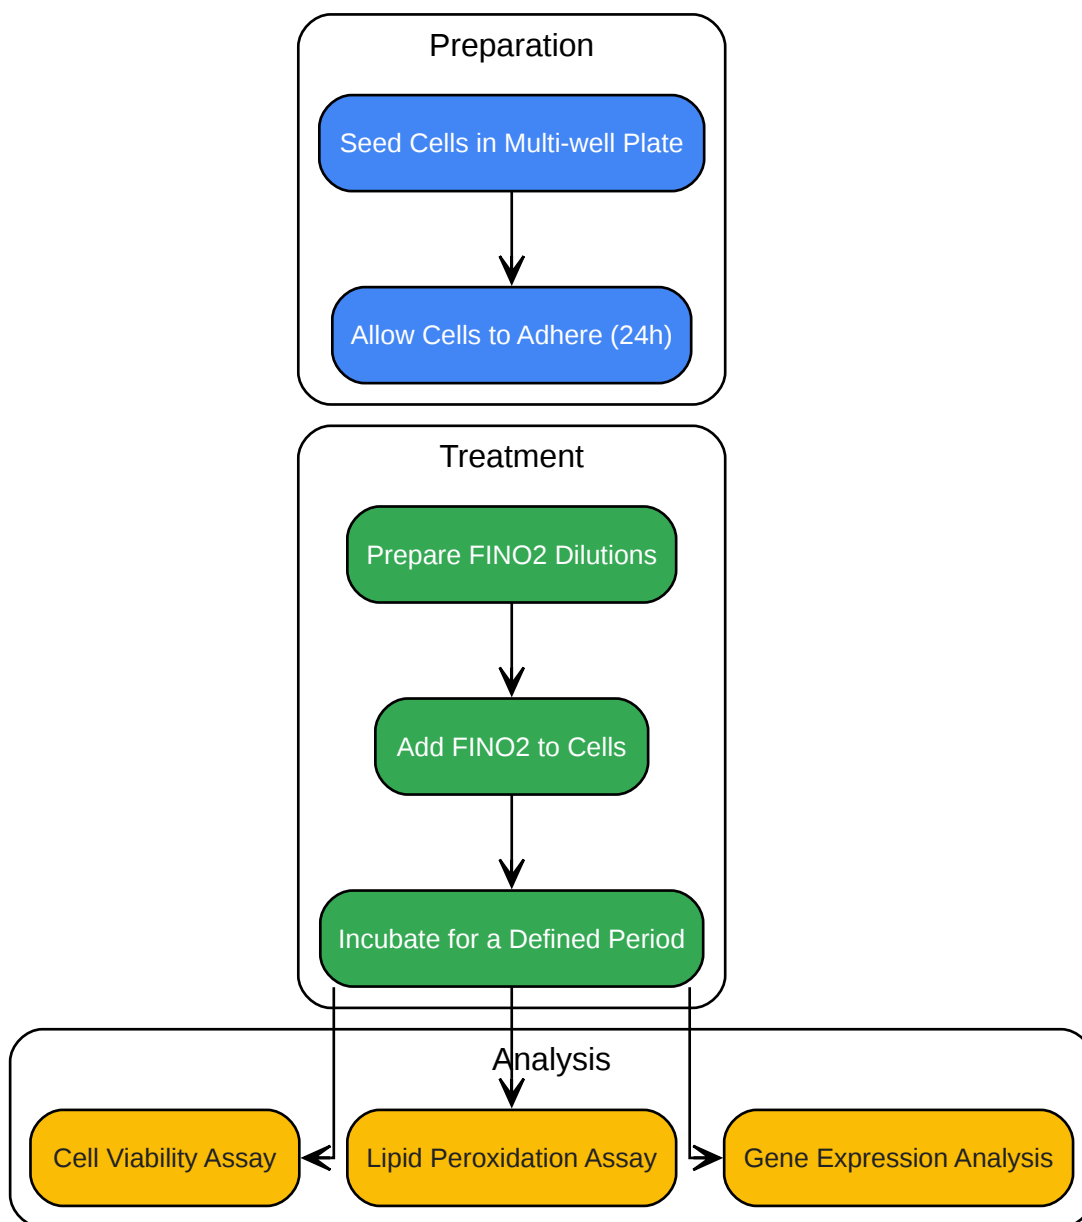 Preparation
Seed Cells in Multi-well Plate
Allow Cells to Adhere (24h)
Treatment
Prepare FINO2 Dilutions
Add FINO2 to Cells
Incubate for a Defined Period
Analysis
Cell Viability Assay
Lipid Peroxidation Assay
Gene Expression Analysis